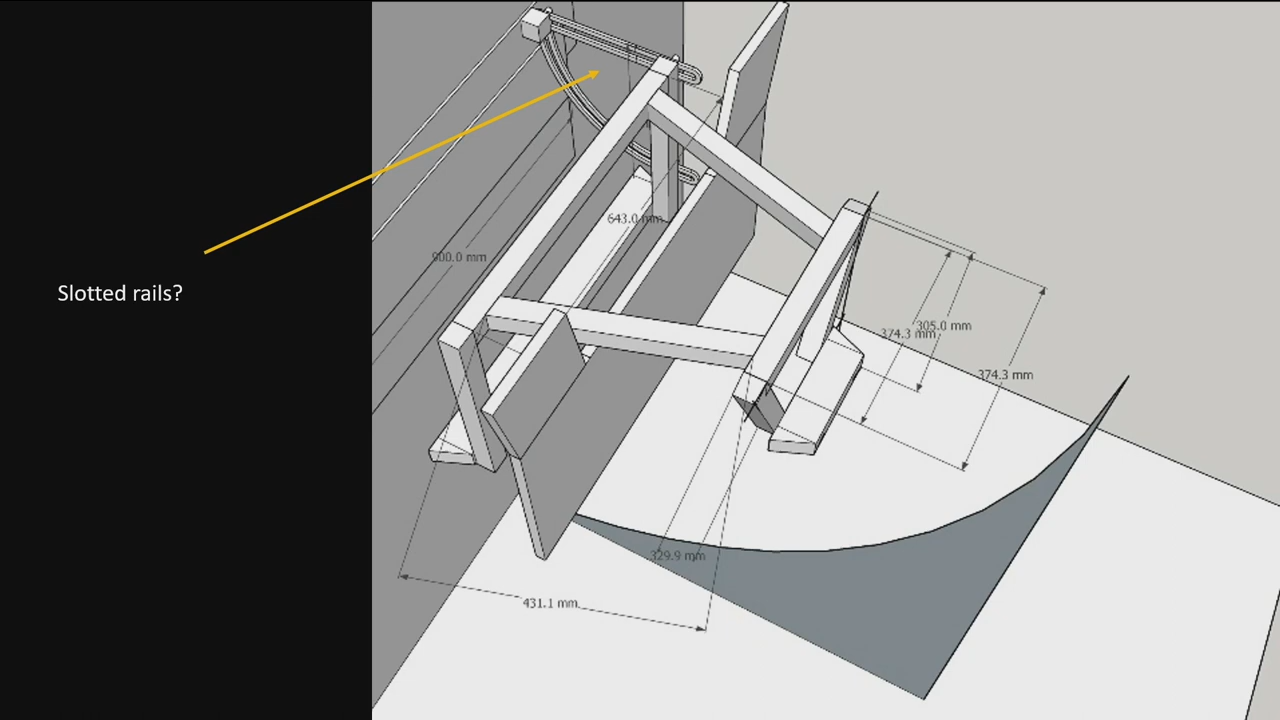 Slotted rails?
643.0 mm
900.0 mm
305.0 mm
374.3 mm
374.3 mm
329.9 mm
431.1 mm